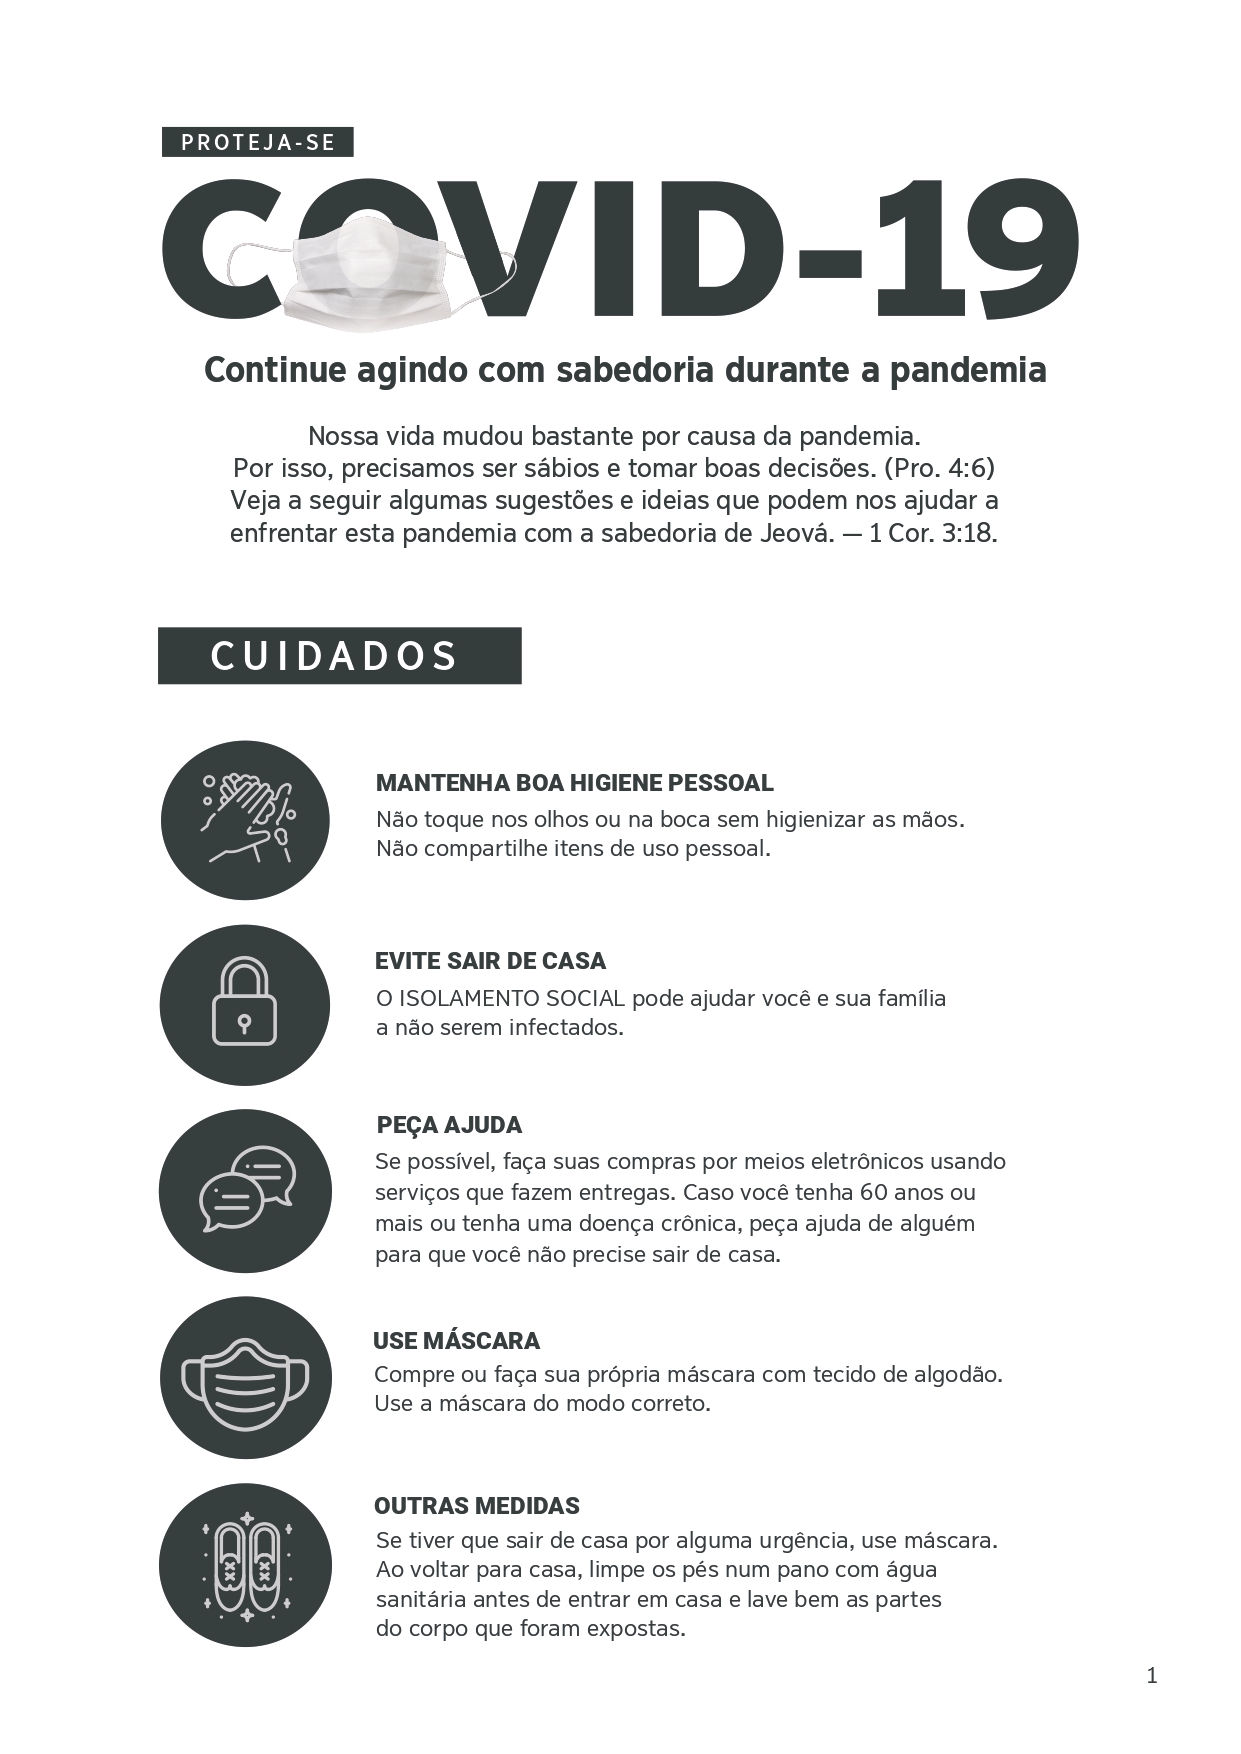 PROTEJA-SE
COVID-19
Continue agindo com sabedoria durante a pandemia
Nossa vida mudou bastante por causa da pandemia.
Por isso, precisamos ser sábios e tomar boas decisões. (Pro. 4:6)
Veja a seguir algumas sugestões e ideias que podem nos ajudar a
enfrentar esta pandemia com a sabedoria de Jeová. — 1 Cor. 3:18.
CUIDADOS
MANTENHA BOA HIGIENE PESSOAL
Não toque nos olhos ou na boca sem higienizar as mãos.
Não compartilhe itens de uso pessoal.
EVITE SAIR DE CASA
O ISOLAMENTO SOCIAL pode ajudar você e sua família
a não serem infectados.
PEÇA AJUDA
Se possível, faça suas compras por meios eletrônicos usando
serviços que fazem entregas. Caso você tenha 60 anos ou
mais ou tenha uma doença crônica, peça ajuda de alguém
para que você não precise sair de casa.
USE MÁSCARA
Compre ou faça sua própria máscara com tecido de algodão.
Use a máscara do modo correto.
OUTRAS MEDIDAS
Se tiver que sair de casa por alguma urgência, use máscara.
Ao voltar para casa, limpe os pés num pano com água
sanitária antes de entrar em casa e lave bem as partes
do corpo que foram expostas.
1